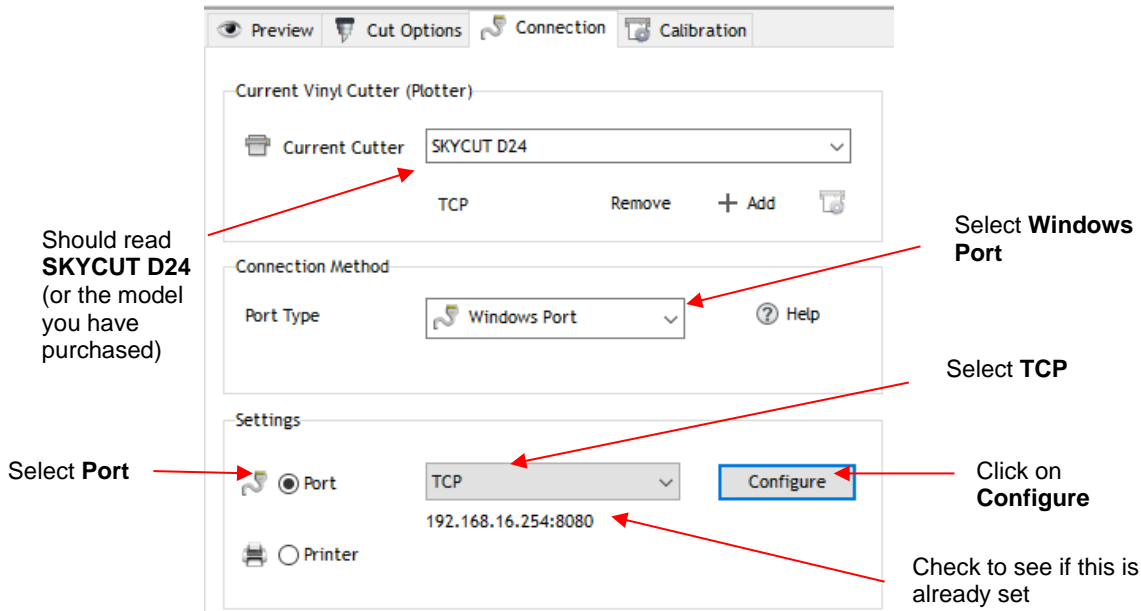 Preview Cut Options Connection Calibration
Current Vinyl Cutter (Plotter)
Current Cutter SKYCUT D24
TCP Remove + Add
Should read
SKYCUT D24
(or the model
you have
purchased)
Select Windows
Port
Connection Method
Port Type Windows Port ? Help
Select TCP
Settings
Select Port
Port TCP Configure
192.168.16.254:8080
Printer
Click on
Configure
Check to see if this is
already set